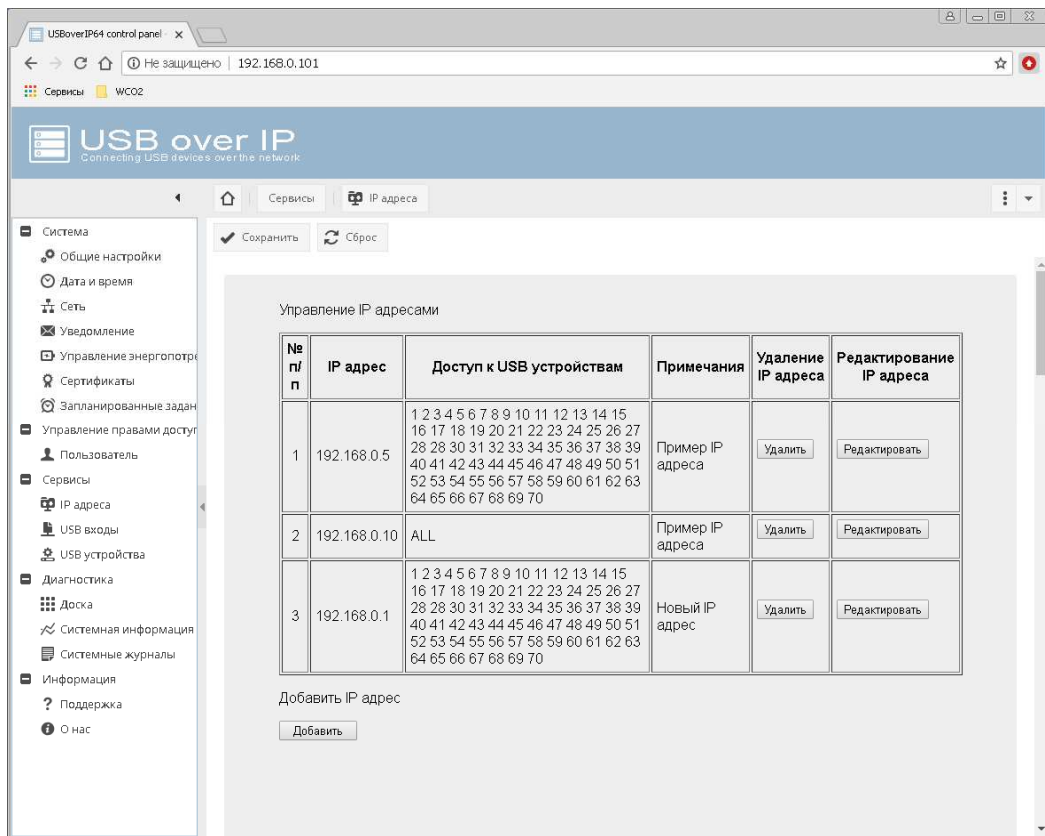 USBoverIP64 control panel -
Не защищено | 192.168.0.101
Сервисы WCO2
USB over IP
Connecting USB devices over the network
Сервисы IP адреса
Система
Общие настройки
Дата и время
Сеть
Уведомление
Управление энергопотре
Сертификаты
Запланированные задан
Управление правами доступ
Пользователь
Сервисы
IP адреса
USB входы
USB устройства
Диагностика
Доска
Системная информация
Системные журналы
Информация
Поддержка
О нас
Сохранить Сброс
Управление IP адресами
№ п/п IP адрес Доступ к USB устройствам Примечания Удаление IP адреса Редактирование IP адреса
1 192.168.0.5
1 2 3 4 5 6 7 8 9 10 11 12 13 14 15
16 17 18 19 20 21 22 23 24 25 26 27
28 28 30 31 32 33 34 35 36 37 38 39
40 41 42 43 44 45 46 47 48 49 50 51
52 53 54 55 56 57 58 59 60 61 62 63
64 65 66 67 68 69 70
Пример IP
адреса
Удалить Редактировать
2 192.168.0.10 ALL
Пример IP
адреса
Удалить Редактировать
3 192.168.0.1
1 2 3 4 5 6 7 8 9 10 11 12 13 14 15
16 17 18 19 20 21 22 23 24 25 26 27
28 28 30 31 32 33 34 35 36 37 38 39
40 41 42 43 44 45 46 47 48 49 50 51
52 53 54 55 56 57 58 59 60 61 62 63
64 65 66 67 68 69 70
Новый IP
адрес
Удалить Редактировать
Добавить IP адрес
Добавить